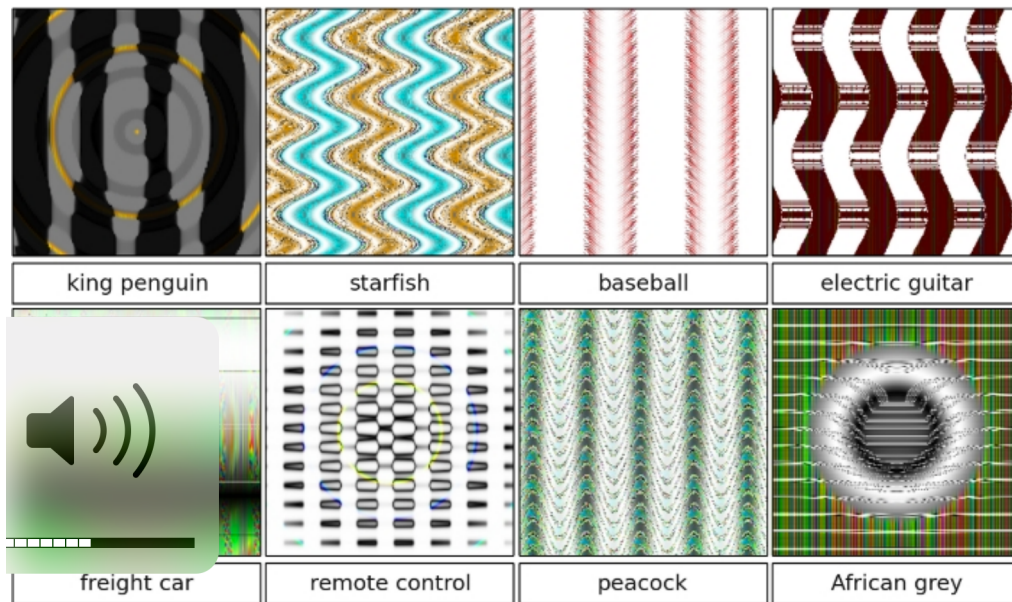 king penguin
starfish
baseball
electric guitar
freight car
remote control
peacock
African grey